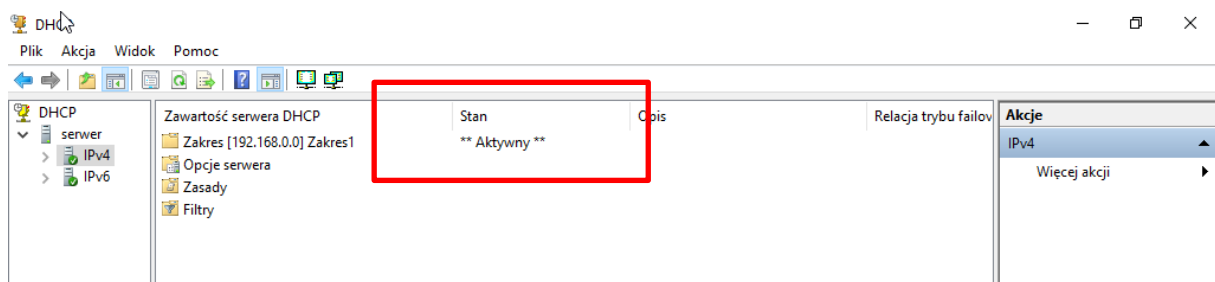 DHCP
Plik Akcja Widok Pomoc
DHCP
serwer
IPv4
IPv6
Zawartość serwera DHCP Stan Opis Relacja trybu failov
Zakres [192.168.0.0] Zakres1 ** Aktywny **
Opcje serwera
Zasady
Filtry
Akcje
IPv4
Więcej akcji